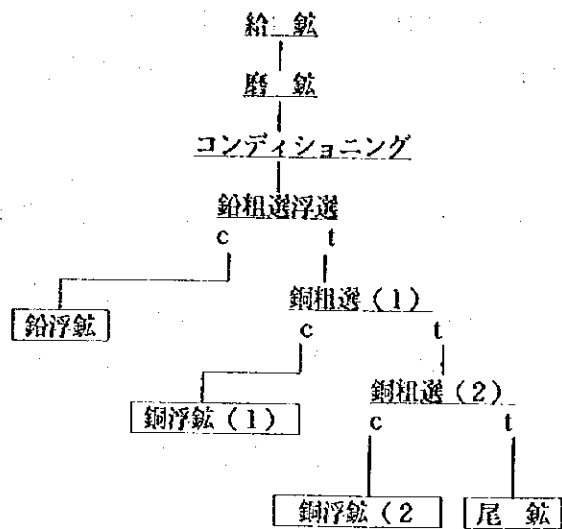 給 鉱
磨 鉱
コンディショニング
鉛粗選浮選
c t
鉛浮鉱
銅粗選(1)
c t
銅浮鉱(1)
銅粗選(2)
c t
銅浮鉱(2
尾 鉱